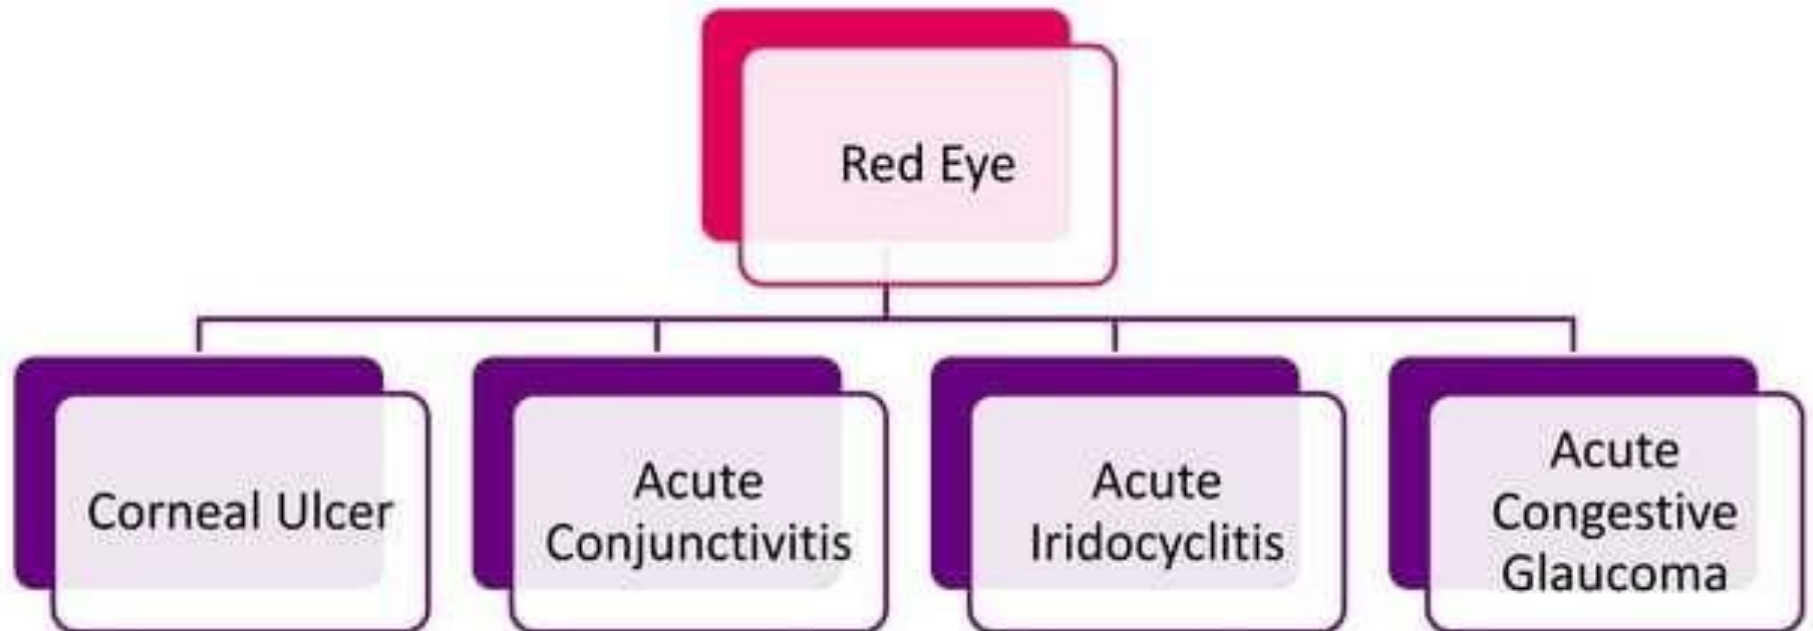 Red Eye
Corneal Ulcer
Acute
Conjunctivitis
Acute
Iridocyclitis
Acute
Congestive
Glaucoma